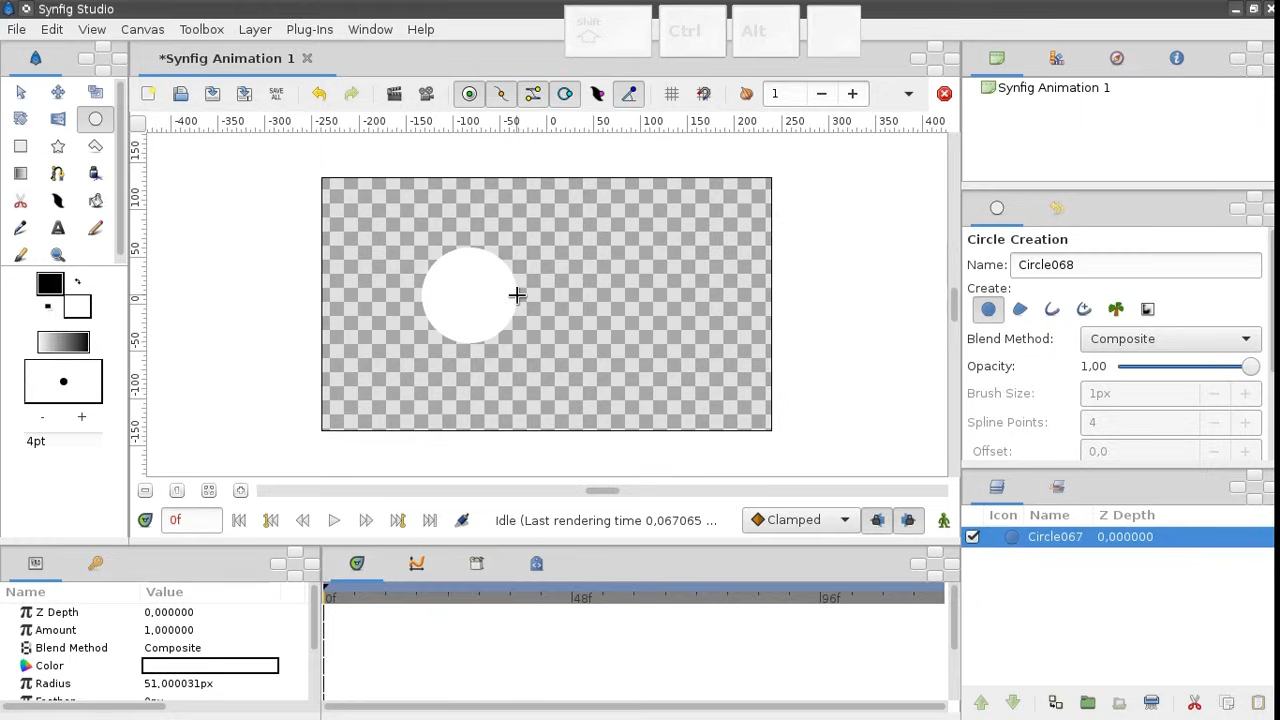 Synfig Studio
File Edit View Canvas Toolbox Layer Plug-Ins Window Help
Shift Ctrl Alt
*Synfig Animation 1
SAVE ALL
1
-400 -350 -300 -250 -200 -150 -100 -50 0 50 100 150 200 250 300 350 400
150
100
50
0
-50
-100
-150
Synfig Animation 1
Circle Creation
Name: Circle068
Create:
Blend Method: Composite
Opacity: 1,00
Brush Size: 1px
Spline Points: 4
Offset: 0,0
- +
4pt
0f
Idle (Last rendering time 0,067065 ...
Clamped
Icon Name Z Depth
Circle067 0,000000
Name Value
Z Depth 0,000000
Amount 1,000000
Blend Method Composite
Color
Radius 51,000031px
0f 48f 96f